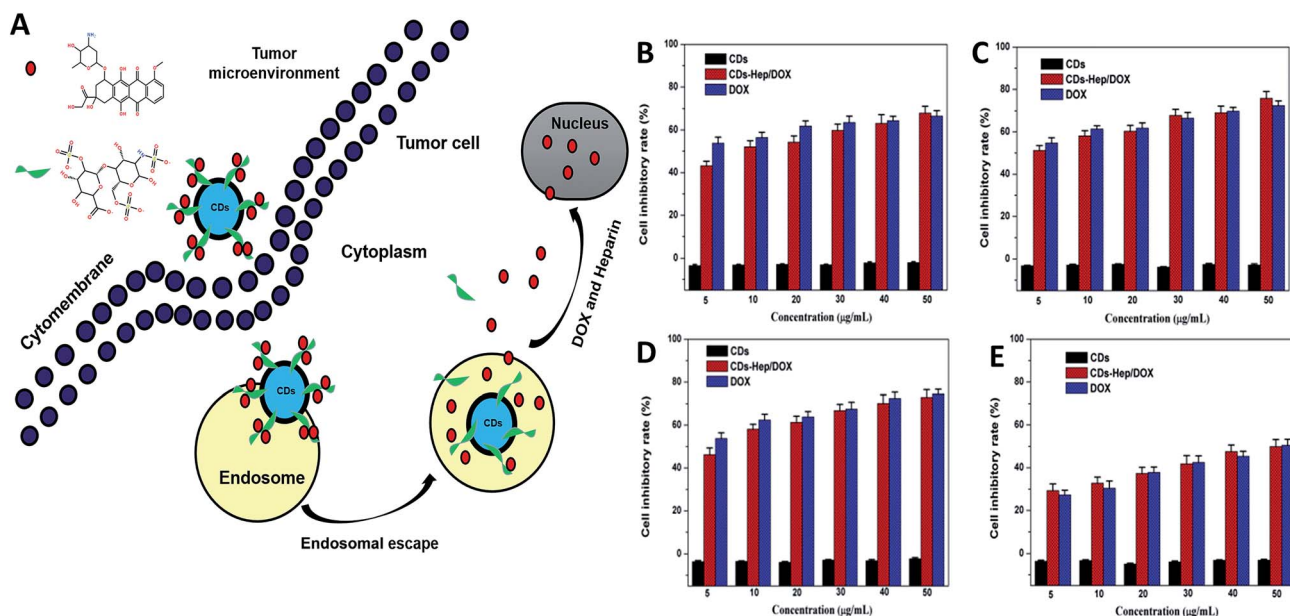 A
Tumor
microenvironment
Tumor cell
Nucleus
CDs
Cytomembrane
Cytoplasm
DOX and Heparin
CDs
Endosome
CDs
Endosomal escape
B
CDs
CDs-Hep/DOX
DOX
Cell inhibitory rate (%)
100
80
60
40
20
0
5 10 20 30 40 50
Concentration (µg/mL)
C
CDs
CDs-Hep/DOX
DOX
Cell inhibitory rate (%)
100
80
60
40
20
0
5 10 20 30 40 50
Concentration (µg/mL)
D
CDs
CDs-Hep/DOX
DOX
Cell inhibitory rate (%)
100
80
60
40
20
0
5 10 20 30 40 50
Concentration (µg/mL)
E
CDs
CDs-Hep/DOX
DOX
Cell inhibitory rate (%)
100
80
60
40
20
0
5 10 20 30 40 50
Concentration (µg/mL)